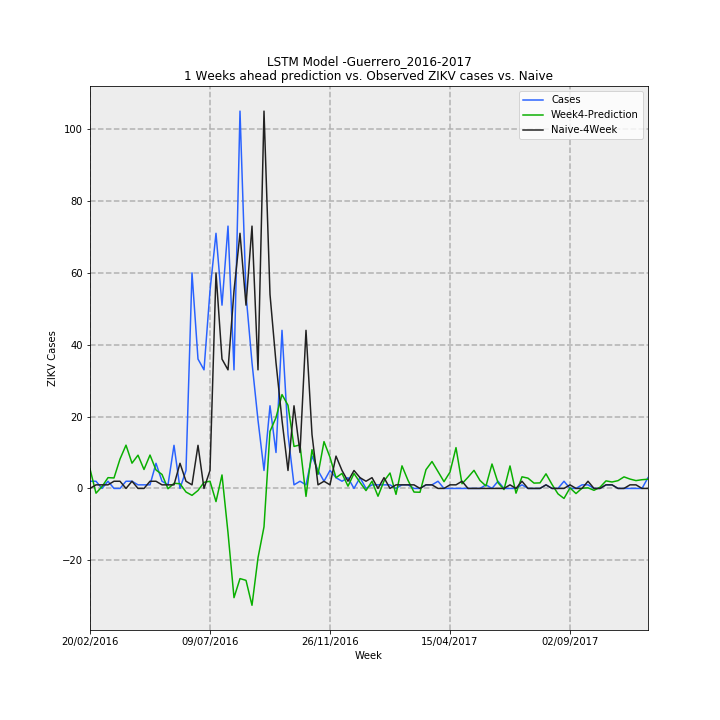 LSTM Model -Guerrero_2016-2017
1 Weeks ahead prediction vs. Observed ZIKV cases vs. Naive
Cases
Week4-Prediction
Naive-4Week
100
80
60
40
20
0
−20
ZIKV Cases
20/02/2016
09/07/2016
26/11/2016
15/04/2017
02/09/2017
Week